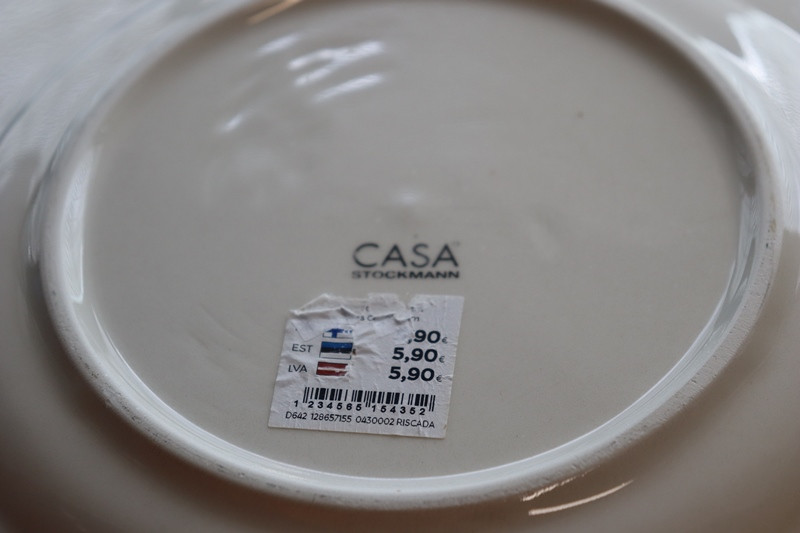 CASA
STOCKMANN
,90€
EST 5,90€
LVA 5,90€
1 234565 154352
D642 128657155 0430002 RISCADA